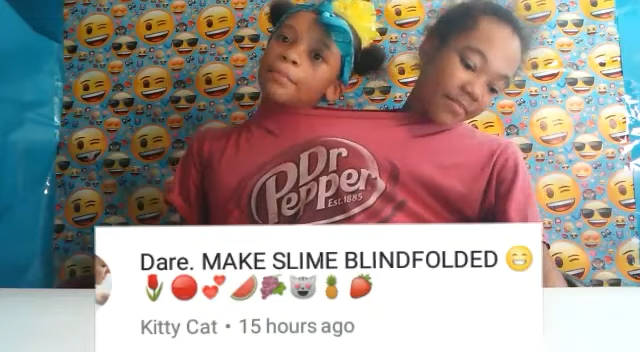 Dr
Pepper
Est.1885
Dare. MAKE SLIME BLINDFOLDED 😁
🌷🔴💕🍉🍇😻🍍🍓
Kitty Cat • 15 hours ago